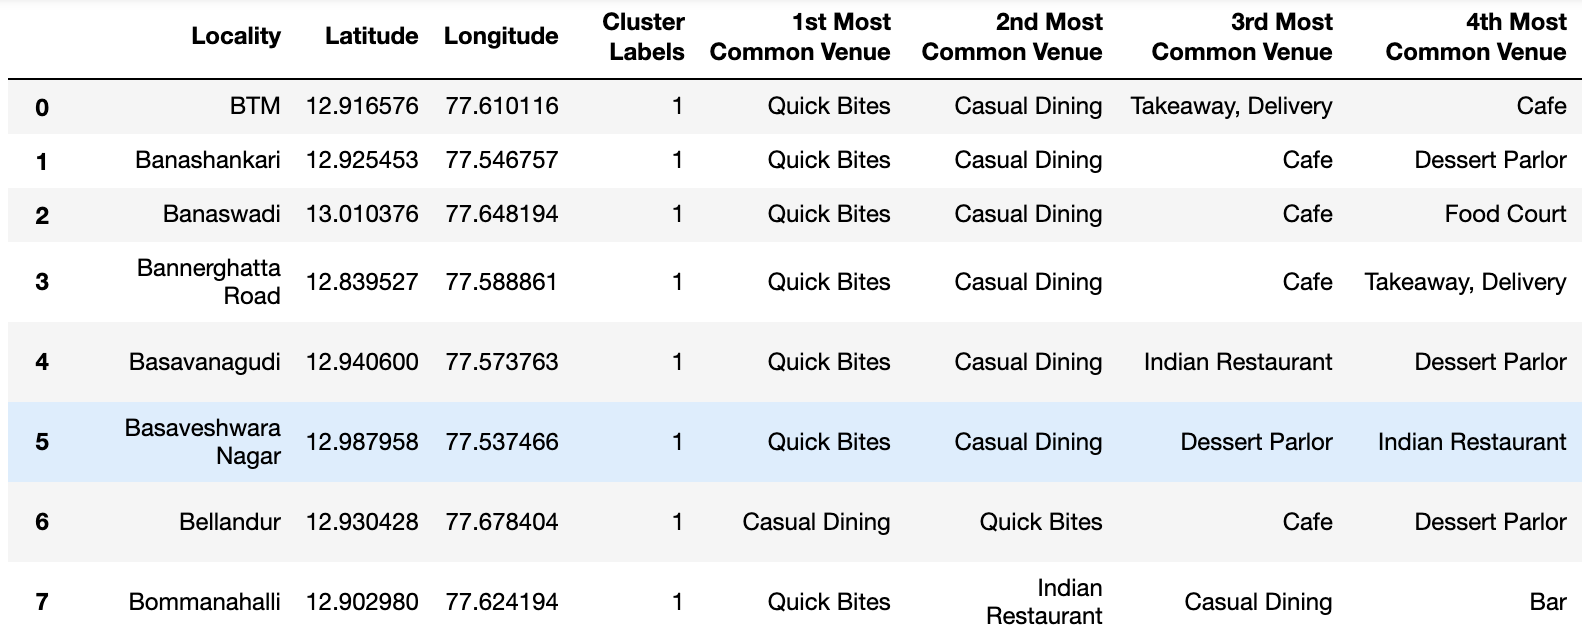 Locality Latitude Longitude Cluster Labels 1st Most Common Venue 2nd Most Common Venue 3rd Most Common Venue 4th Most Common Venue
0 BTM 12.916576 77.610116 1 Quick Bites Casual Dining Takeaway, Delivery Cafe
1 Banashankari 12.925453 77.546757 1 Quick Bites Casual Dining Cafe Dessert Parlor
2 Banaswadi 13.010376 77.648194 1 Quick Bites Casual Dining Cafe Food Court
3 Bannerghatta Road 12.839527 77.588861 1 Quick Bites Casual Dining Cafe Takeaway, Delivery
4 Basavanagudi 12.940600 77.573763 1 Quick Bites Casual Dining Indian Restaurant Dessert Parlor
5 Basaveshwara Nagar 12.987958 77.537466 1 Quick Bites Casual Dining Dessert Parlor Indian Restaurant
6 Bellandur 12.930428 77.678404 1 Casual Dining Quick Bites Cafe Dessert Parlor
7 Bommanahalli 12.902980 77.624194 1 Quick Bites Indian Restaurant Casual Dining Bar